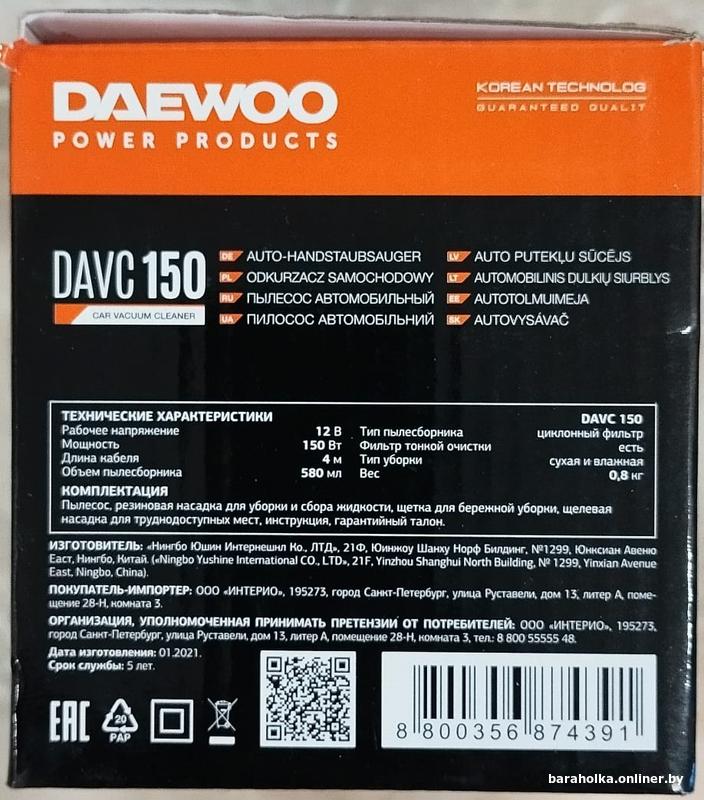 DAEWOO
POWER PRODUCTS
KOREAN TECHNOLOG
GUARANTEED QUALIT
DAVC 150
CAR VACUUM CLEANER
DE AUTO-HANDSTAUBSAUGER
PL ODKURZACZ SAMOCHODOWY
RU ПЫЛЕСОС АВТОМОБИЛЬНЫЙ
UA ПИЛОСОС АВТОМОБІЛЬНИЙ
LV AUTO PUTEKĻU SŪCĒJS
LT AUTOMOBILINIS DULKIŲ SIURBLYS
EE AUTOTOLMUIMEJA
SK AUTOVYSÁVAČ
ТЕХНИЧЕСКИЕ ХАРАКТЕРИСТИКИ DAVC 150
Рабочее напряжение 12 В Тип пылесборника циклонный фильтр
Мощность 150 Вт Фильтр тонкой очистки есть
Длина кабеля 4 м Тип уборки сухая и влажная
Объем пылесборника 580 мл Вес 0,8 кг
КОМПЛЕКТАЦИЯ
Пылесос, резиновая насадка для уборки и сбора жидкости, щетка для бережной уборки, щелевая
насадка для труднодоступных мест, инструкция, гарантийный талон.
ИЗГОТОВИТЕЛЬ: «Нингбо Юшин Интернешнл Ко., ЛТД», 21Ф, Юинжоу Шанху Норф Билдинг, №1299, Юнксиан Авеню
Еаст, Нингбо, Китай. («Ningbo Yushine International CO., LTD», 21F, Yinzhou Shanghui North Building, № 1299, Yinxian Avenue
East, Ningbo, China).
ПОКУПАТЕЛЬ-ИМПОРТЕР: ООО «ИНТЕРИО», 195273, город Санкт-Петербург, улица Руставели, дом 13, литер А, поме-
щение 28-Н, комната 3.
ОРГАНИЗАЦИЯ, УПОЛНОМОЧЕННАЯ ПРИНИМАТЬ ПРЕТЕНЗИИ ОТ ПОТРЕБИТЕЛЕЙ: ООО «ИНТЕРИО», 195273,
город Санкт-Петербург, улица Руставели, дом 13, литер А, помещение 28-Н, комната 3, тел.: 8 800 55555 48.
Дата изготовления: 01.2021.
Срок службы: 5 лет.
EAC
20
PAP
8 800356 874391
baraholka.onliner.by